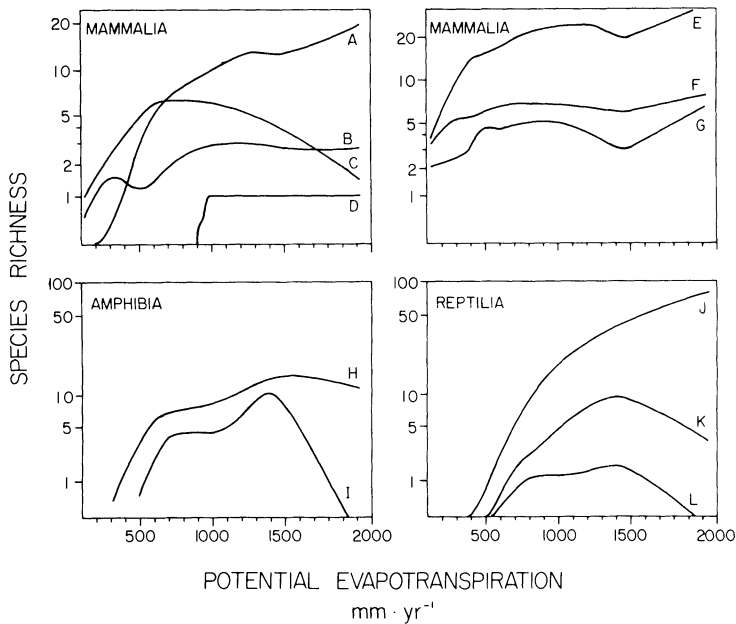 MAMMALIA
20
10
5
2
1
A
B
C
D
MAMMALIA
20
10
5
2
1
E
F
G
SPECIES RICHNESS
AMPHIBIA
100
50
10
5
1
H
I
500 1000 1500 2000
REPTILIA
100
50
10
5
1
J
K
L
500 1000 1500 2000
POTENTIAL EVAPOTRANSPIRATION
mm · yr⁻¹